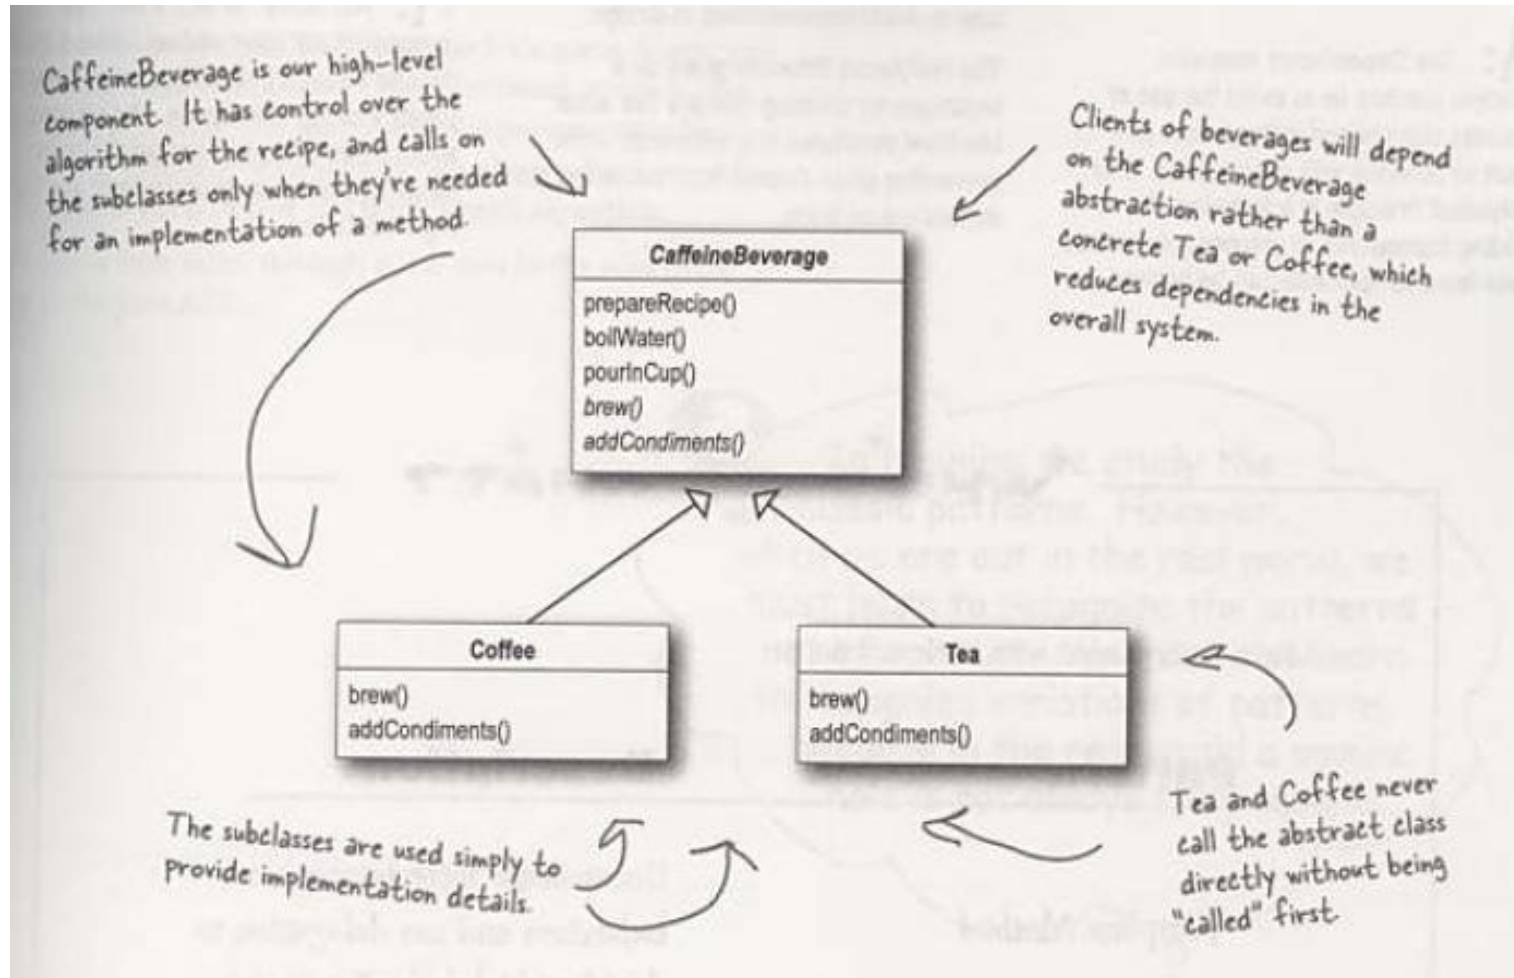 CaffeineBeverage is our high-level
component. It has control over the
algorithm for the recipe, and calls on
the subclasses only when they're needed
for an implementation of a method.
Clients of beverages will depend
on the CaffeineBeverage
abstraction rather than a
concrete Tea or Coffee, which
reduces dependencies in the
overall system.
CaffeineBeverage
prepareRecipe()
boilWater()
pourInCup()
brew()
addCondiments()
Coffee
brew()
addCondiments()
Tea
brew()
addCondiments()
The subclasses are used simply to
provide implementation details.
Tea and Coffee never
call the abstract class
directly without being
"called" first.